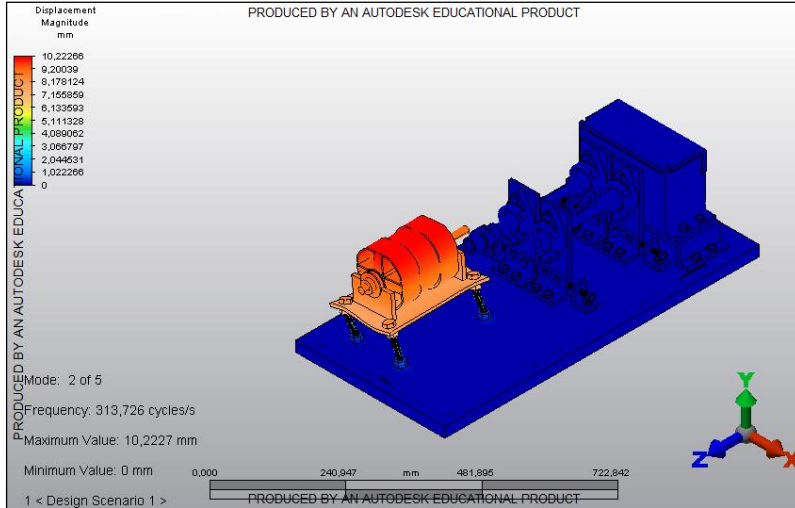 Displacement
Magnitude
mm
PRODUCED BY AN AUTODESK EDUCATIONAL PRODUCT
10,22266
9,20039
8,178124
7,155859
6,133593
5,111328
4,089062
3,066797
2,044531
1,022266
0
PRODUCED BY AN AUTODESK EDUCATIONAL PRODUCT
Mode: 2 of 5
Frequency: 313,726 cycles/s
Maximum Value: 10,2227 mm
Minimum Value: 0 mm
1 < Design Scenario 1 >
0,000 240,947 mm 481,895 722,842
PRODUCED BY AN AUTODESK EDUCATIONAL PRODUCT
Y
Z
X